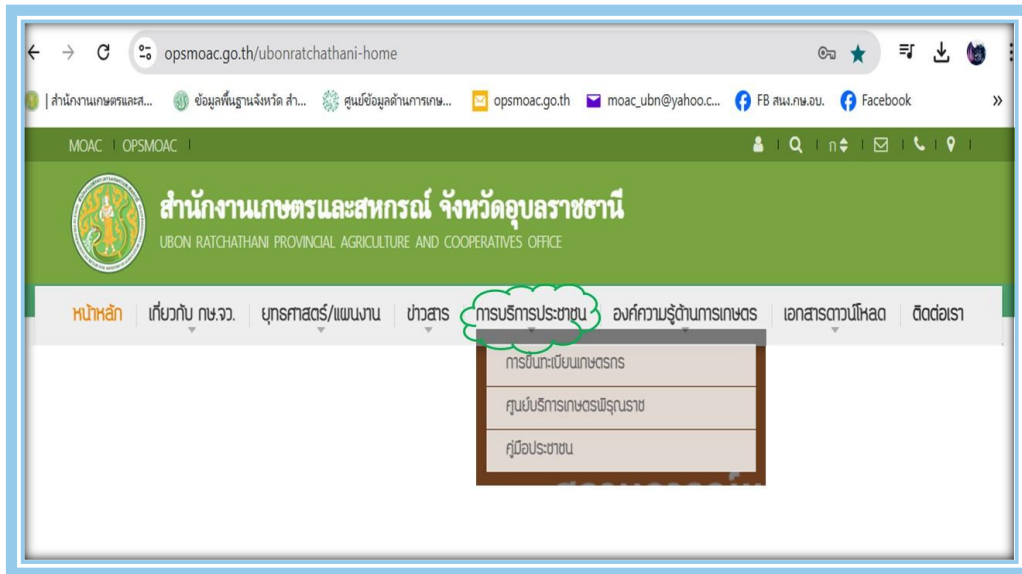 opsmoac.go.th/ubonratchathani-home
| สำนักงานเกษตรและส... ข้อมูลพื้นฐานจังหวัด สำ... ศูนย์ข้อมูลด้านการเกษ... opsmoac.go.th moac_ubn@yahoo.c... FB สนง.กษ.อบ. Facebook »
MOAC | OPSMOAC | ก
สำนักงานเกษตรและสหกรณ์ จังหวัดอุบลราชธานี
UBON RATCHATHANI PROVINCIAL AGRICULTURE AND COOPERATIVES OFFICE
หน้าหลัก เกี่ยวกับ กษ.จว. ยุทธศาสตร์/แผนงาน ข่าวสาร การบริการประชาชน องค์ความรู้ด้านการเกษตร เอกสารดาวน์โหลด ติดต่อเรา
การขึ้นทะเบียนเกษตรกร
ศูนย์บริการเกษตรพิรุณราช
คู่มือประชาชน